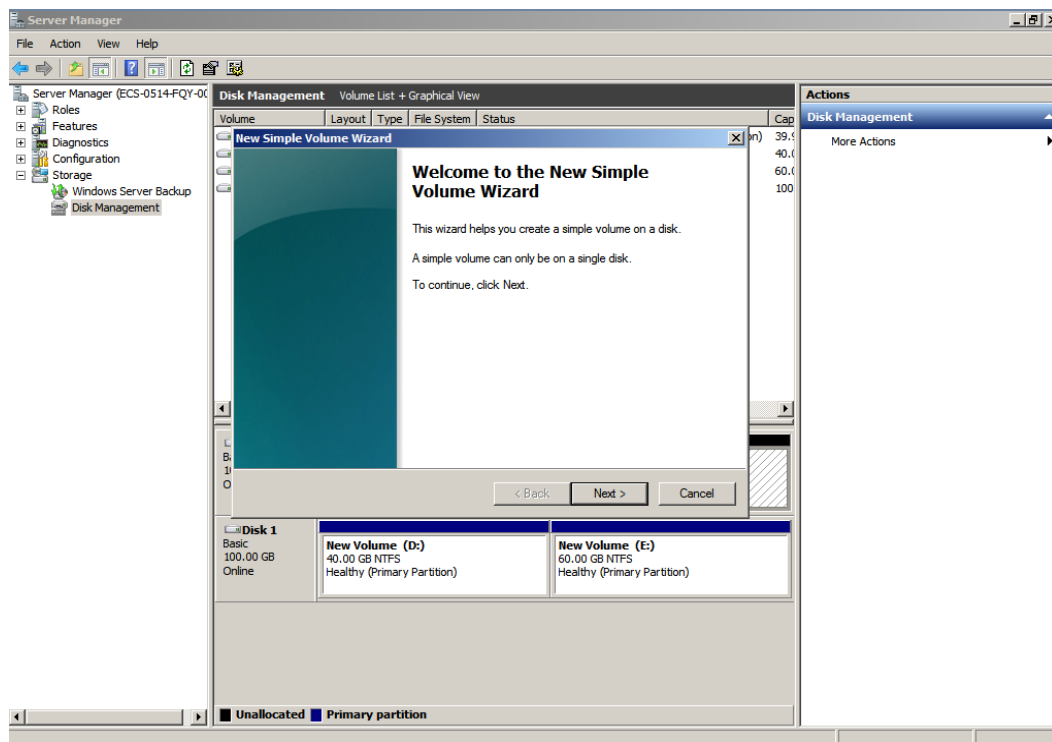 Server Manager
File Action View Help
Server Manager (ECS-0514-FQY-00
Roles
Features
Diagnostics
Configuration
Storage
Windows Server Backup
Disk Management
Disk Management Volume List + Graphical View
Volume Layout Type File System Status Cap
on) 39.9
40.0
60.0
100
New Simple Volume Wizard
Welcome to the New Simple
Volume Wizard
This wizard helps you create a simple volume on a disk.
A simple volume can only be on a single disk.
To continue, click Next.
< Back Next > Cancel
Disk 1
Basic
100.00 GB
Online
New Volume (D:)
40.00 GB NTFS
Healthy (Primary Partition)
New Volume (E:)
60.00 GB NTFS
Healthy (Primary Partition)
Unallocated Primary partition
Actions
Disk Management
More Actions